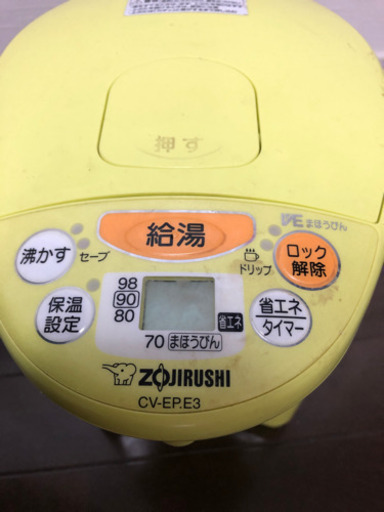 押す
給湯
VE まほうびん
沸かす
セーブ
ドリップ
ロック
解除
保温
設定
98
90
80
70 まほうびん
省エネ
省エネ
タイマー
ZOJIRUSHI
CV-EP.E3